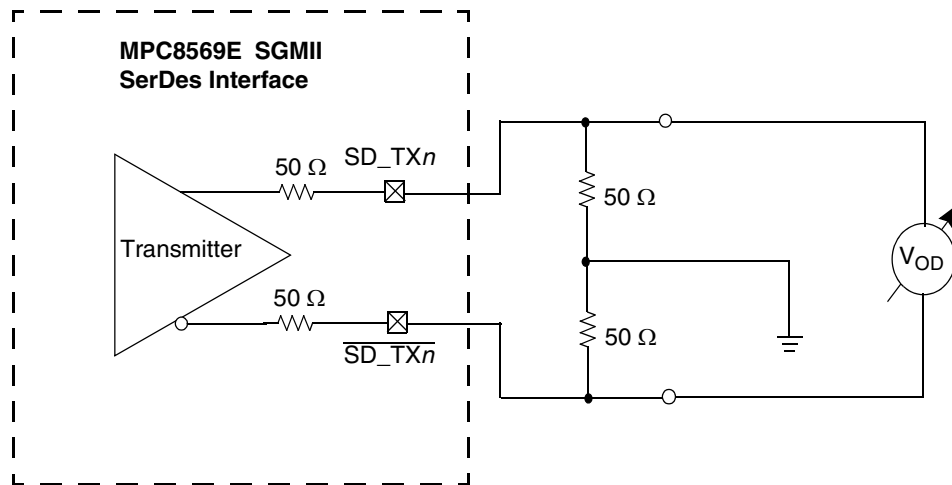 MPC8569E SGMII
SerDes Interface
50 Ω
SD_TXn
50 Ω
Transmitter
VOD
50 Ω
50 Ω
SD_TXn